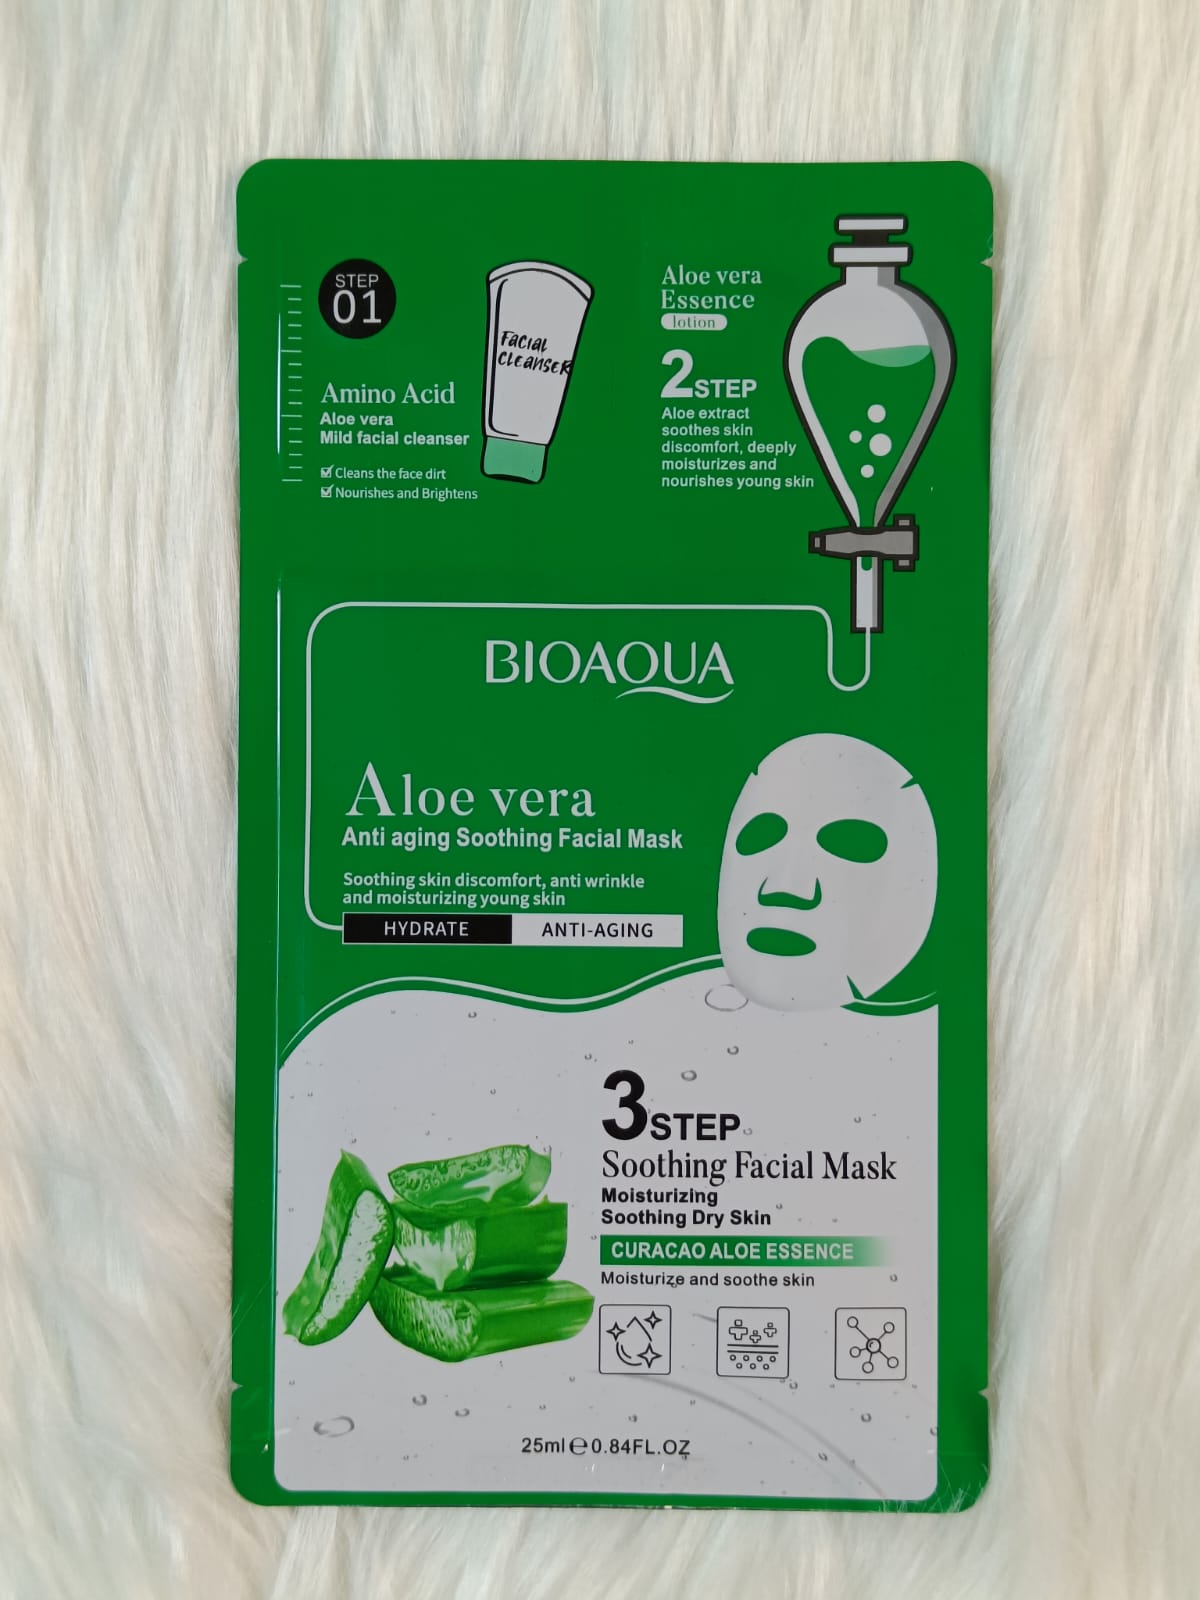 STEP
01
Amino Acid
Aloe vera
Mild facial cleanser
Cleans the face dirt
Nourishes and Brightens
FACIAL
CLEANSER
Aloe vera
Essence
lotion
2STEP
Aloe extract
soothes skin
discomfort, deeply
moisturizes and
nourishes young skin
BIOAQUA
Aloe vera
Anti aging Soothing Facial Mask
Soothing skin discomfort, anti wrinkle
and moisturizing young skin
HYDRATE ANTI-AGING
3STEP
Soothing Facial Mask
Moisturizing
Soothing Dry Skin
CURACAO ALOE ESSENCE
Moisturize and soothe skin
25ml℮0.84FL.OZ